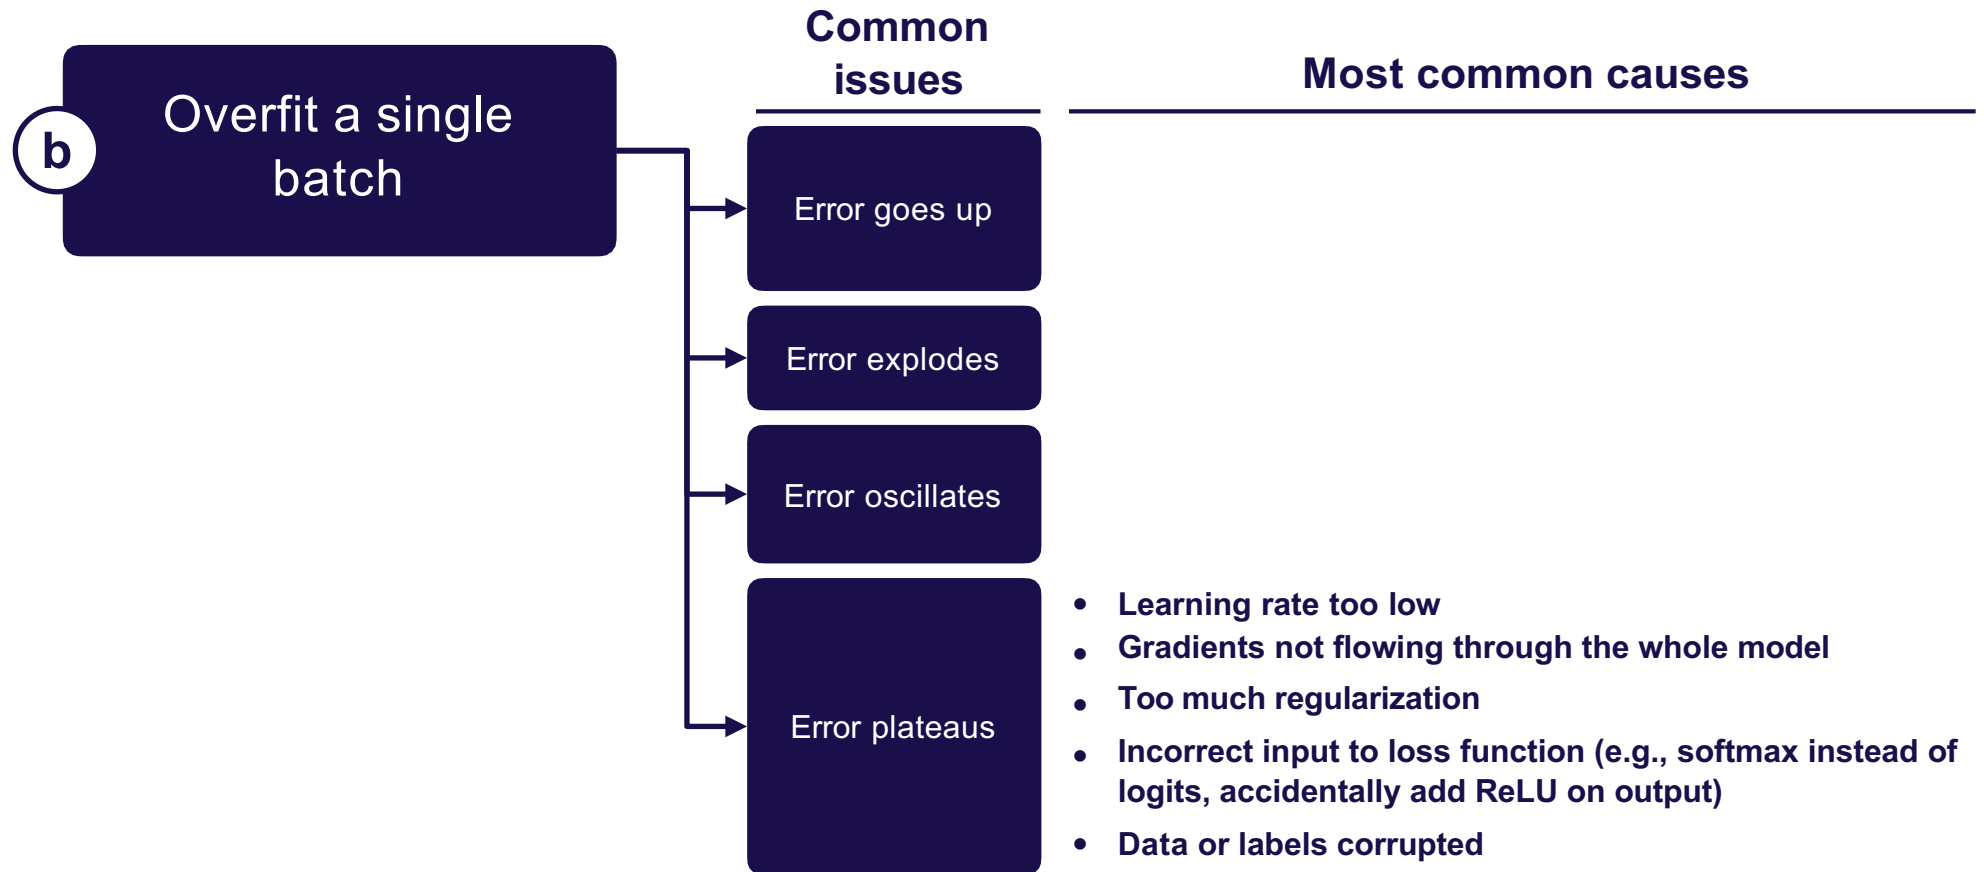 Common
issues
Most common causes
b
Overfit a single
batch
Error goes up
Error explodes
Error oscillates
Error plateaus
• Learning rate too low
• Gradients not flowing through the whole model
• Too much regularization
• Incorrect input to loss function (e.g., softmax instead of
logits, accidentally add ReLU on output)
• Data or labels corrupted